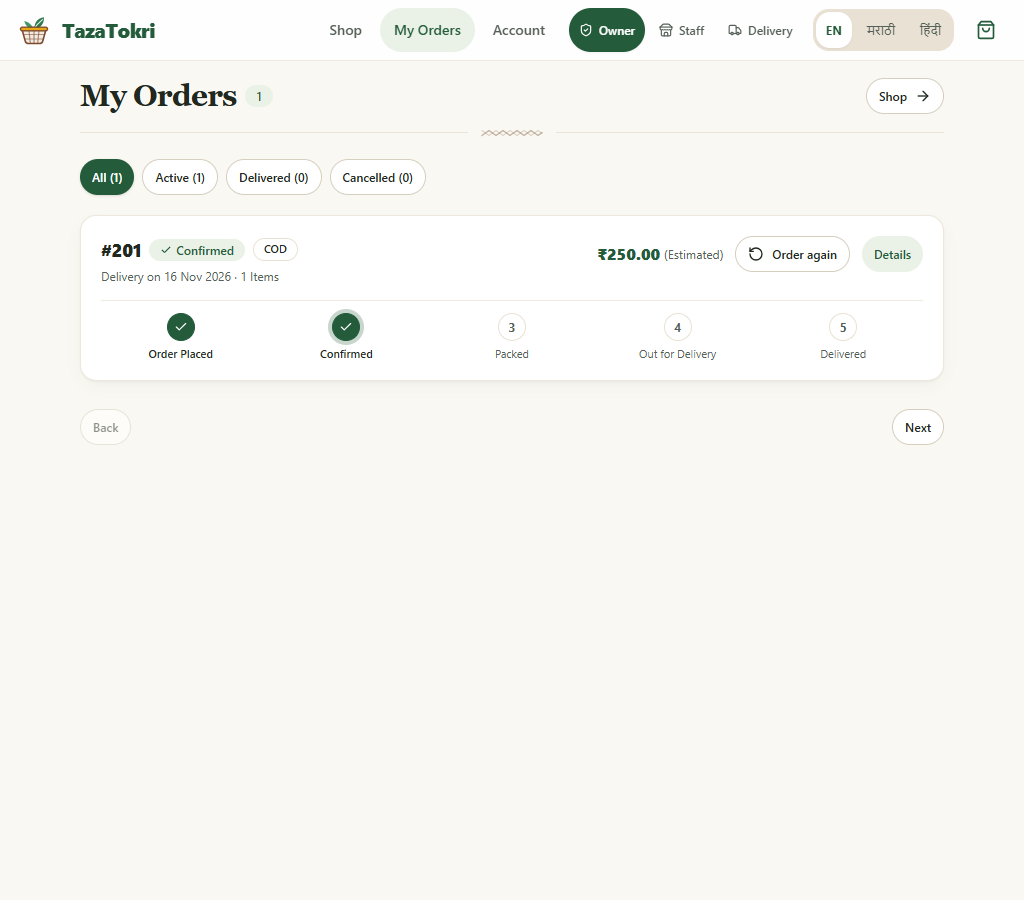 TazaTokri Shop My Orders Account Owner Staff Delivery EN मराठी हिंदी
My Orders 1 Shop
All (1) Active (1) Delivered (0) Cancelled (0)
#201 Confirmed COD ₹250.00 (Estimated) Order again Details
Delivery on 16 Nov 2026 · 1 Items
3 4 5
Order Placed Confirmed Packed Out for Delivery Delivered
Back Next